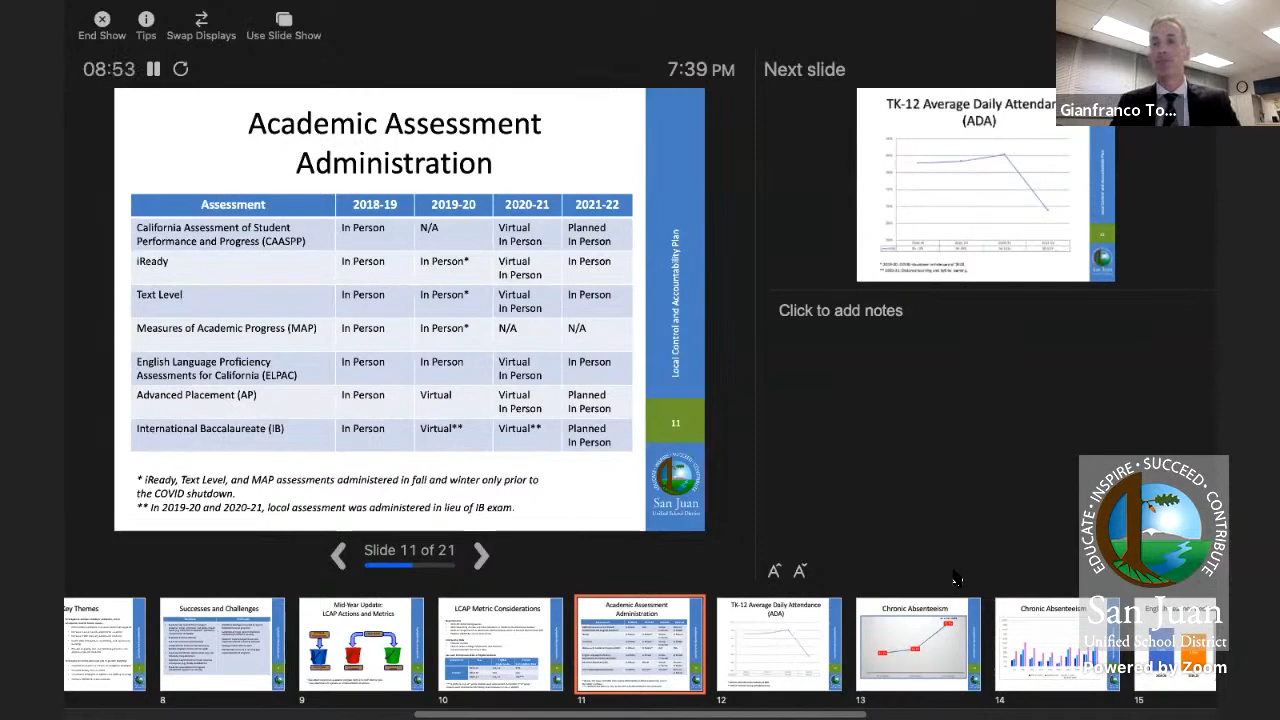 End Show Tips Swap Displays Use Slide Show
08:53
7:39 PM
Next slide
Gianfranco To...
Academic Assessment
Administration
Assessment 2018-19 2019-20 2020-21 2021-22
California Assessment of Student Performance and Progress (CAASPP) In Person N/A Virtual In Person Planned In Person
iReady In Person In Person* Virtual In Person In Person
Text Level In Person In Person* Virtual In Person In Person
Measures of Academic Progress (MAP) In Person In Person* N/A N/A
English Language Proficiency Assessments for California (ELPAC) In Person In Person Virtual In Person In Person
Advanced Placement (AP) In Person Virtual Virtual In Person Planned In Person
International Baccalaureate (IB) In Person Virtual** Virtual** Planned In Person
* iReady, Text Level, and MAP assessments administered in fall and winter only prior to
the COVID shutdown.
** In 2019-20 and 2020-21, local assessment was administered in lieu of IB exam.
Local Control and Accountability Plan
11
San Juan
Unified School District
TK-12 Average Daily
(ADA)
Click to add notes
Slide 11 of 21
Key Themes
Successes and Challenges
Mid-Year Update:
LCAP Actions and Metrics
LCAP Metric Considerations
Academic Assessment
Administration
TK-12 Average Daily Attendance
(ADA)
Chronic Absenteeism
8
9
10
11
12
13
14
15
EDUCATE • INSPIRE • SUCCEED • CONTRIBUTE
San Juan
Unified School District
Powered by Zoom